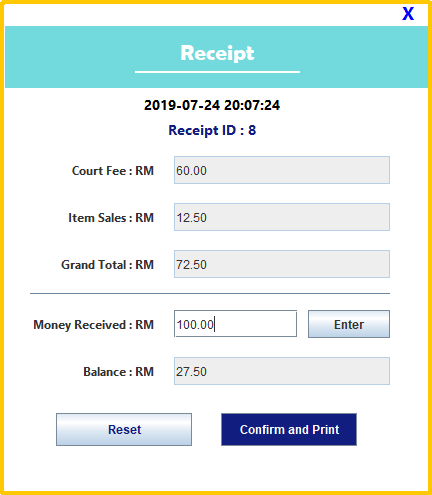 X
Receipt
2019-07-24 20:07:24
Receipt ID : 8
Court Fee : RM 60.00
Item Sales : RM 12.50
Grand Total : RM 72.50
Money Received : RM 100.00 Enter
Balance : RM 27.50
Reset Confirm and Print